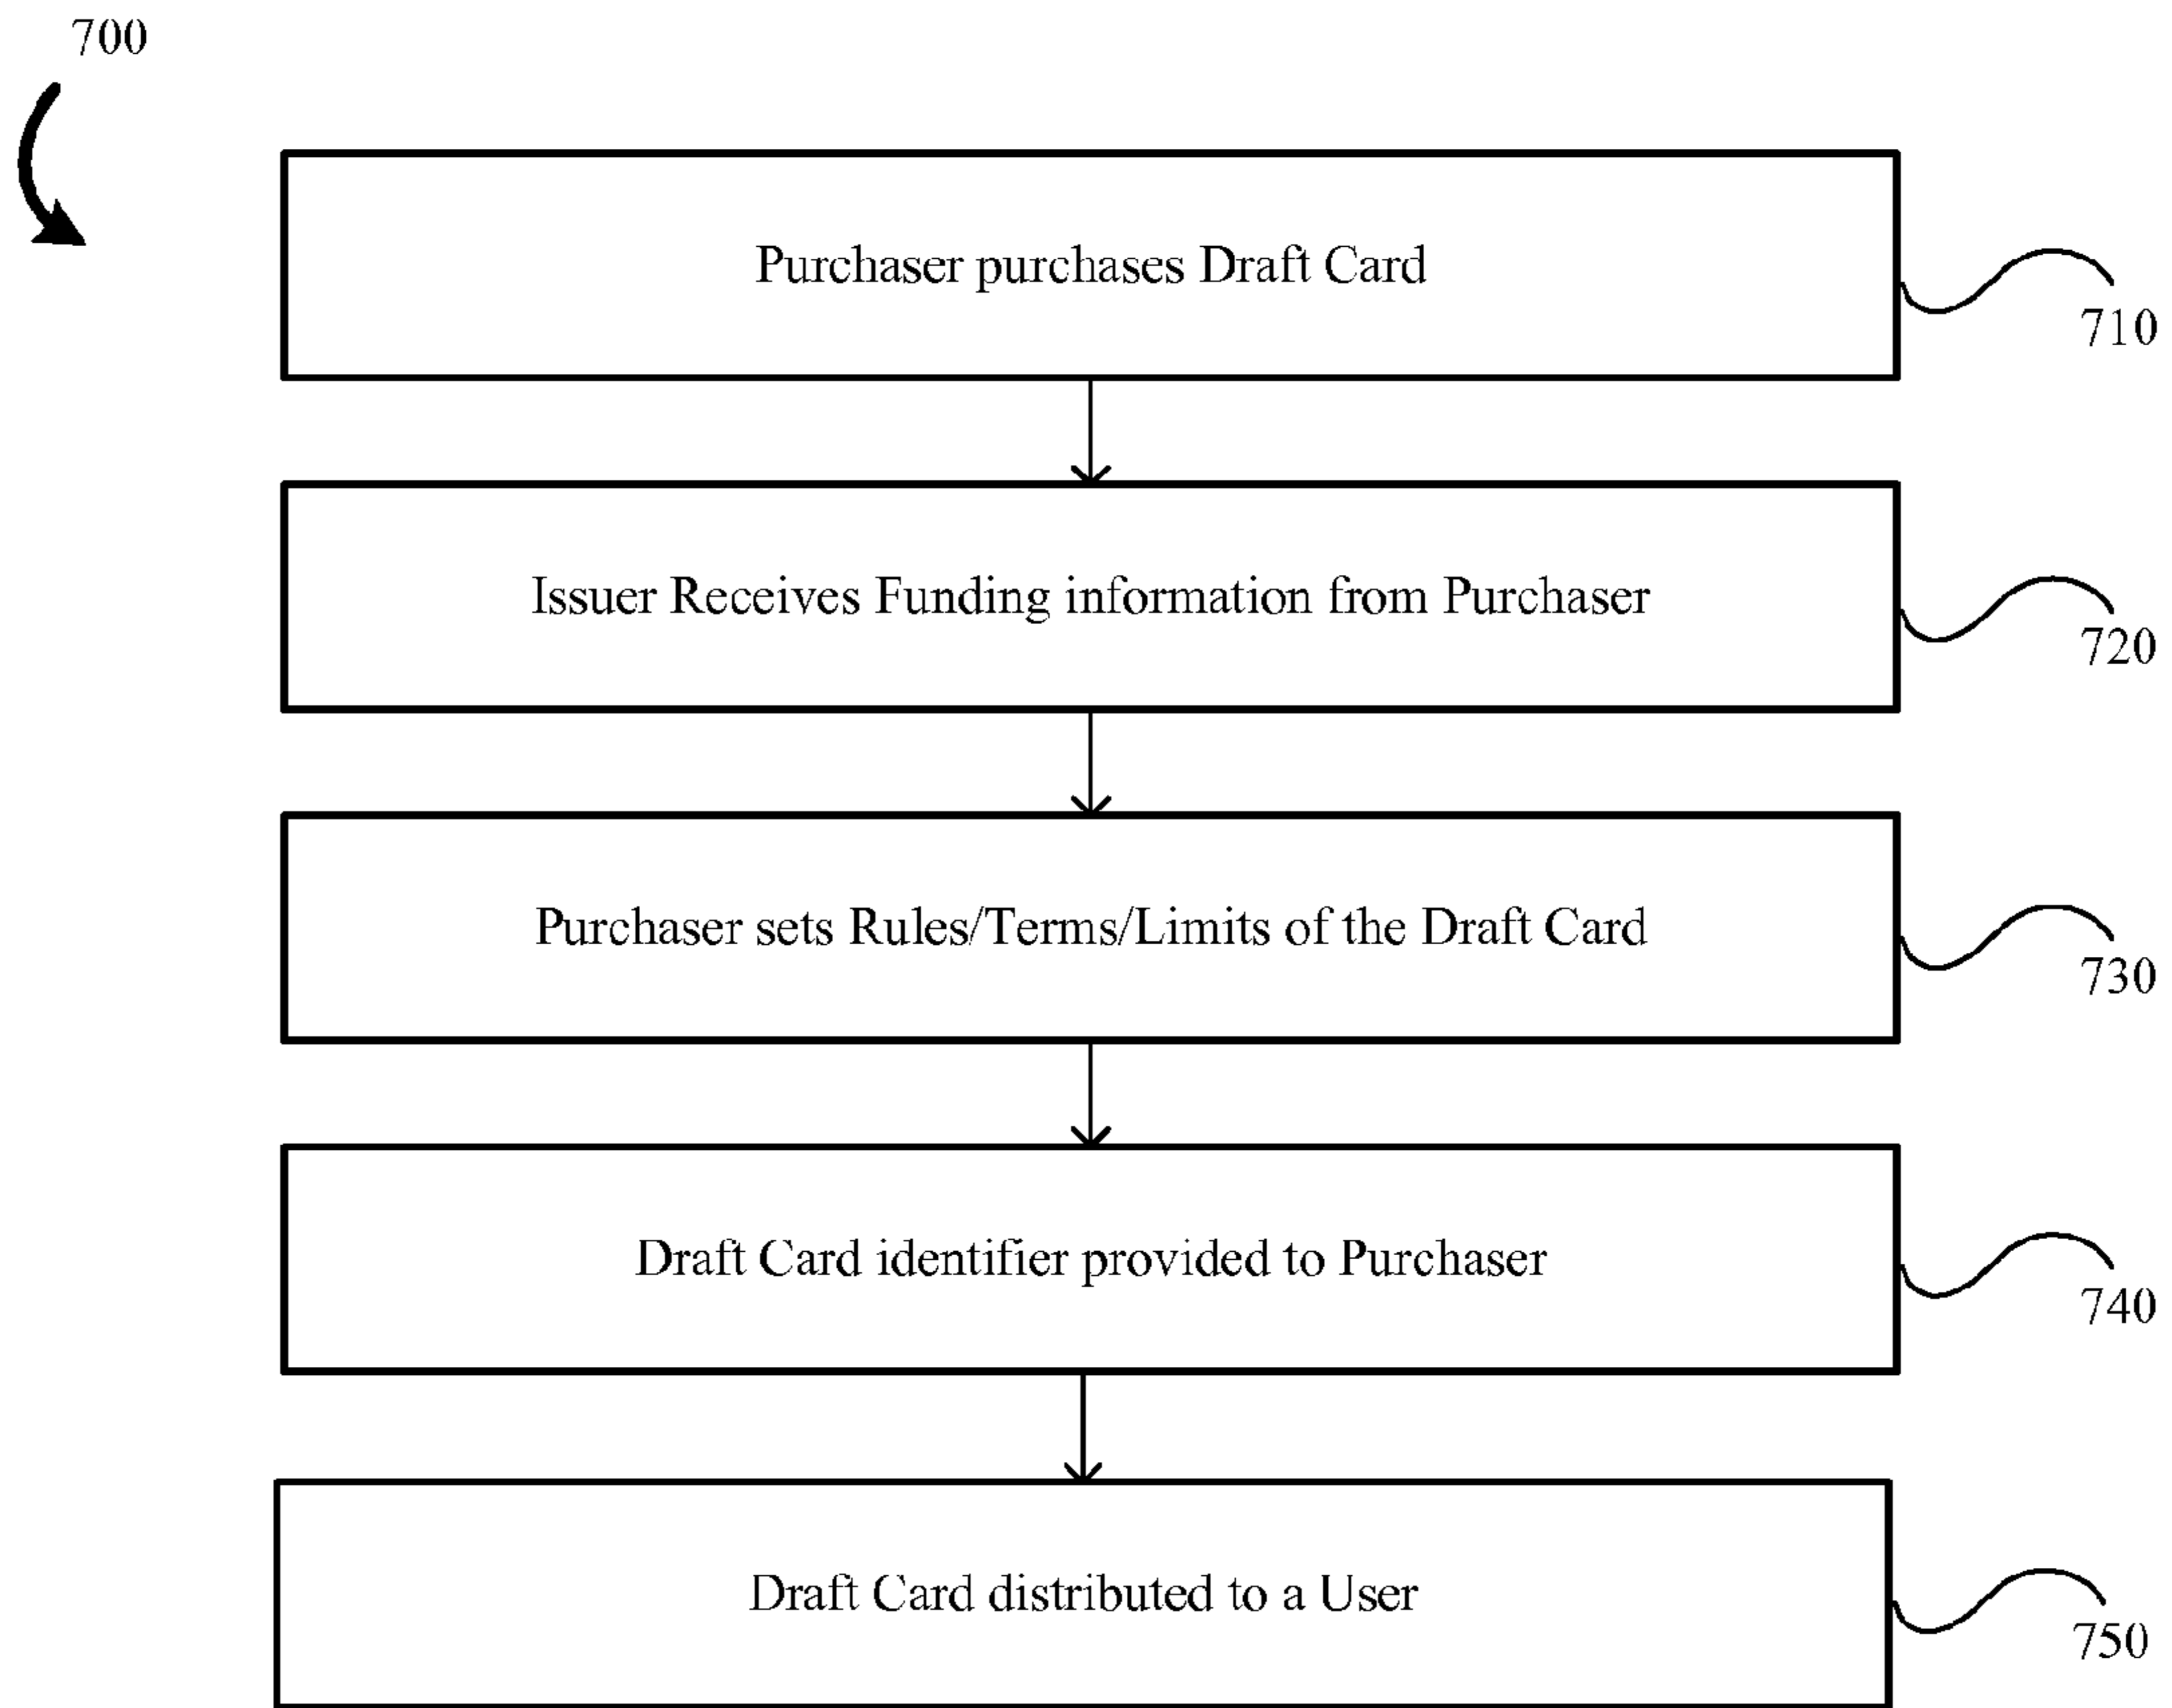 700
Purchaser purchases Draft Card
710
Issuer Receives Funding information from Purchaser
720
Purchaser sets Rules/Terms/Limits of the Draft Card
730
Draft Card identifier provided to Purchaser
740
Draft Card distributed to a User
750